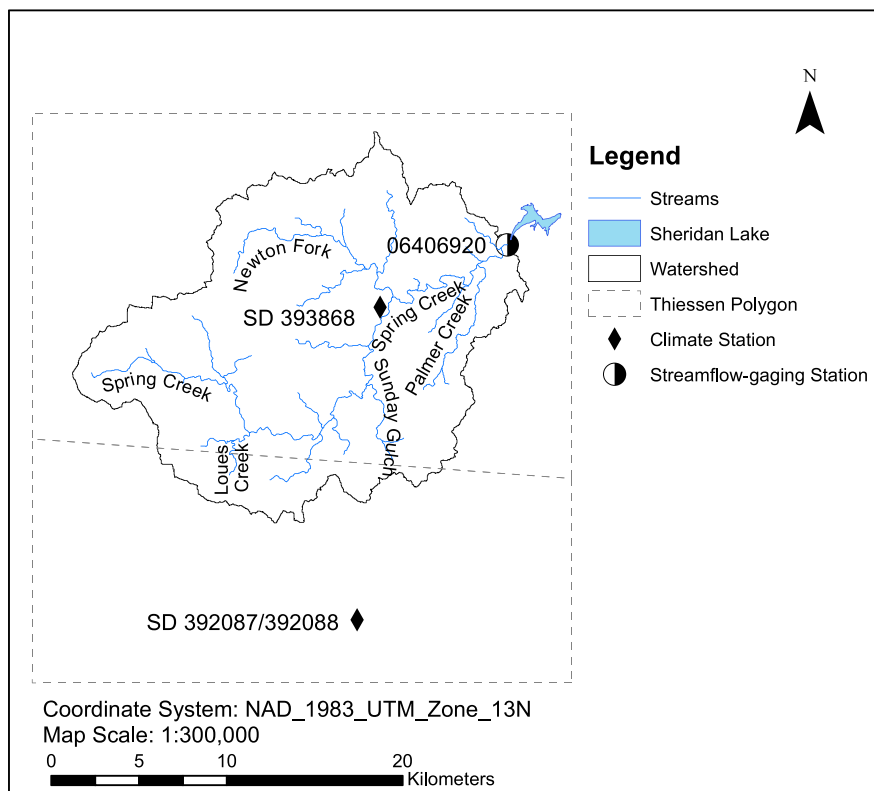 N
Legend
Streams
Sheridan Lake
Watershed
Thiessen Polygon
Climate Station
Streamflow-gaging Station
06406920
Newton Fork
SD 393868
Spring Creek
Palmer Creek
Spring Creek
Sunday Gulch
Loues
Creek
SD 392087/392088
Coordinate System: NAD_1983_UTM_Zone_13N
Map Scale: 1:300,000
0 5 10 20
Kilometers